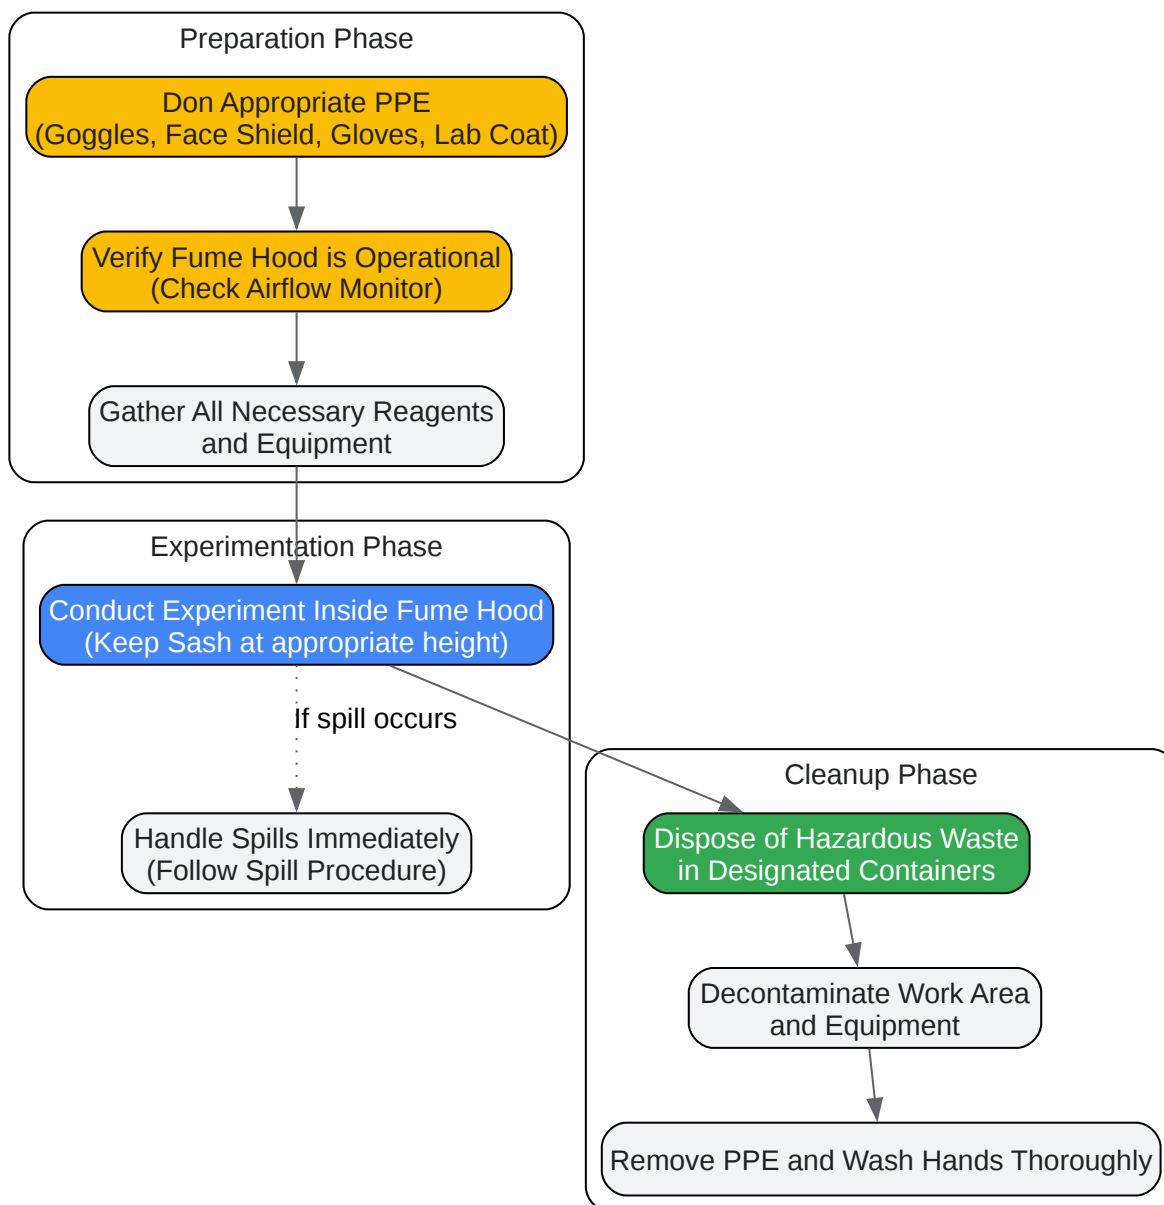 Preparation Phase
Don Appropriate PPE
(Goggles, Face Shield, Gloves, Lab Coat)
Verify Fume Hood is Operational
(Check Airflow Monitor)
Gather All Necessary Reagents
and Equipment
Experimentation Phase
Conduct Experiment Inside Fume Hood
(Keep Sash at appropriate height)
If spill occurs
Handle Spills Immediately
(Follow Spill Procedure)
Cleanup Phase
Dispose of Hazardous Waste
in Designated Containers
Decontaminate Work Area
and Equipment
Remove PPE and Wash Hands Thoroughly